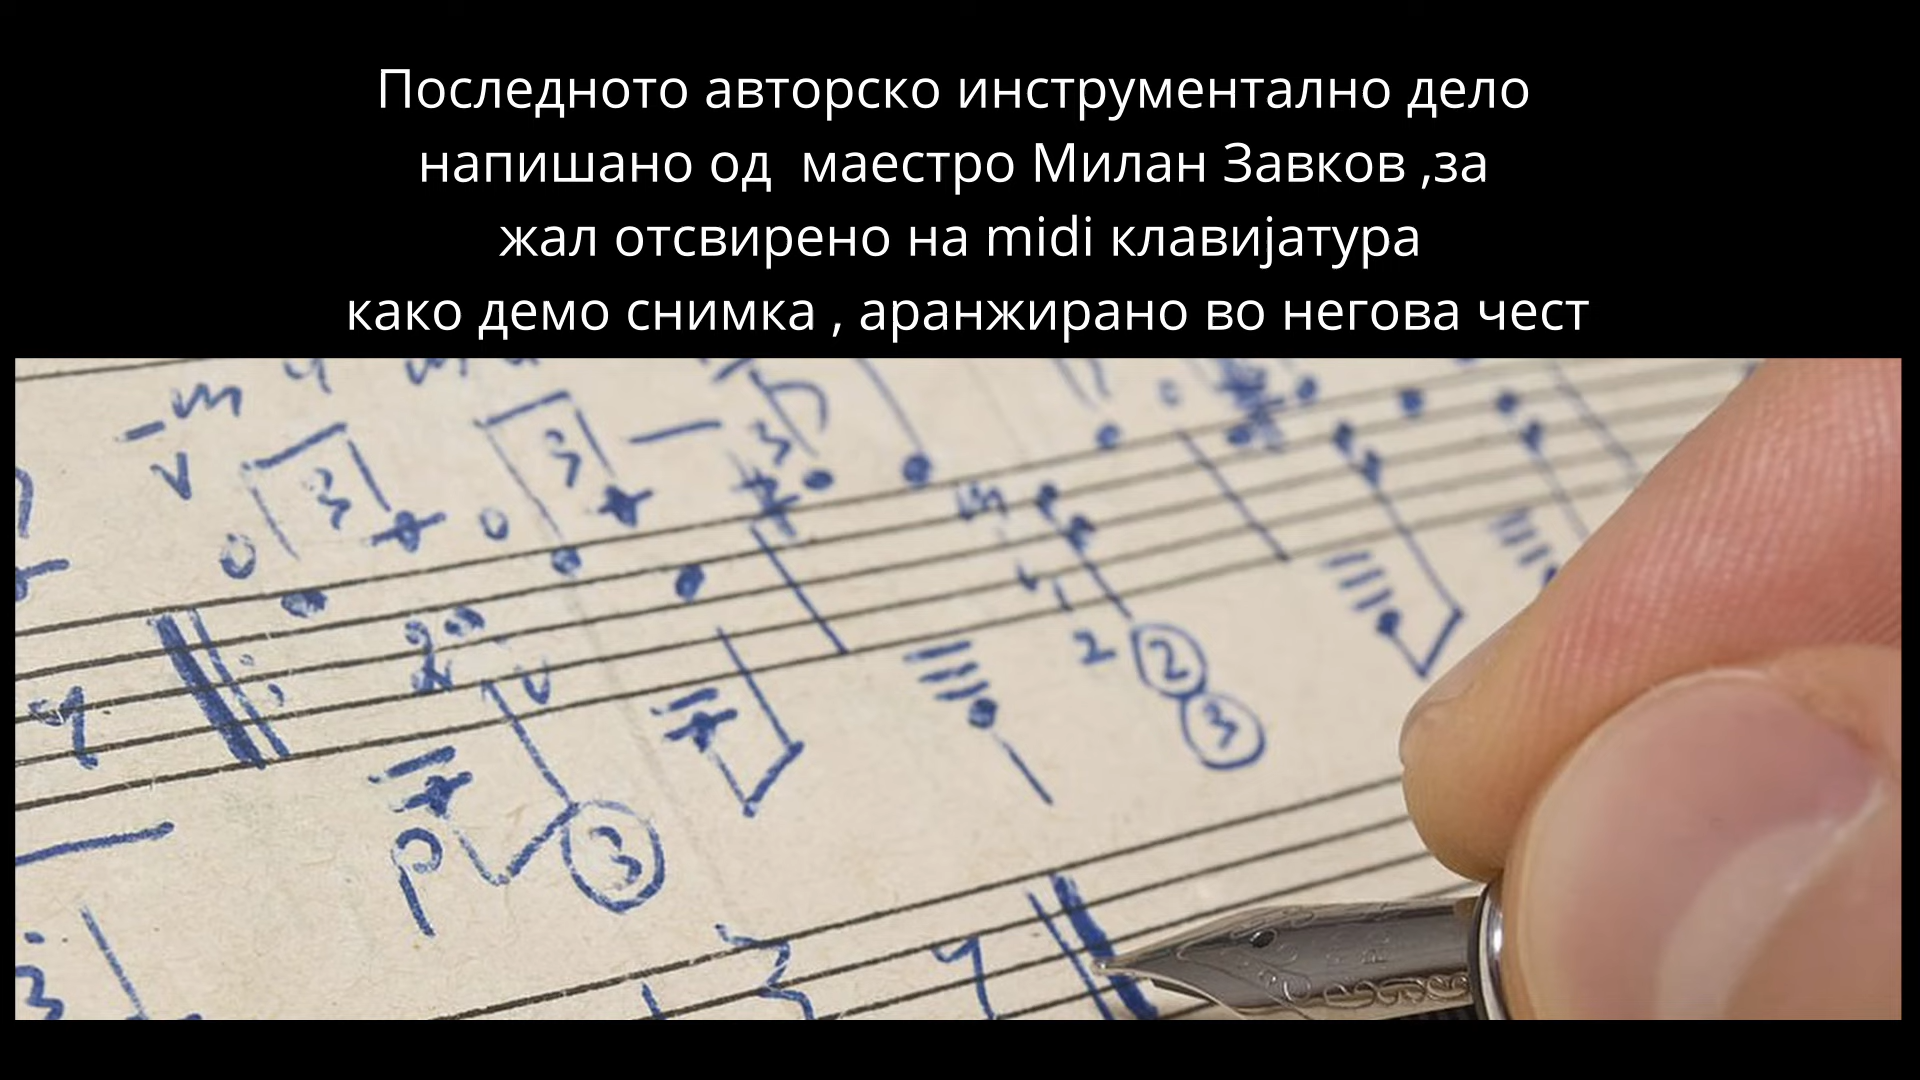 Последното авторско инструментално дело
напишано од  маестро Милан Завков ,за
жал отсвирено на midi клавијатура
како демо снимка , аранжирано во негова чест